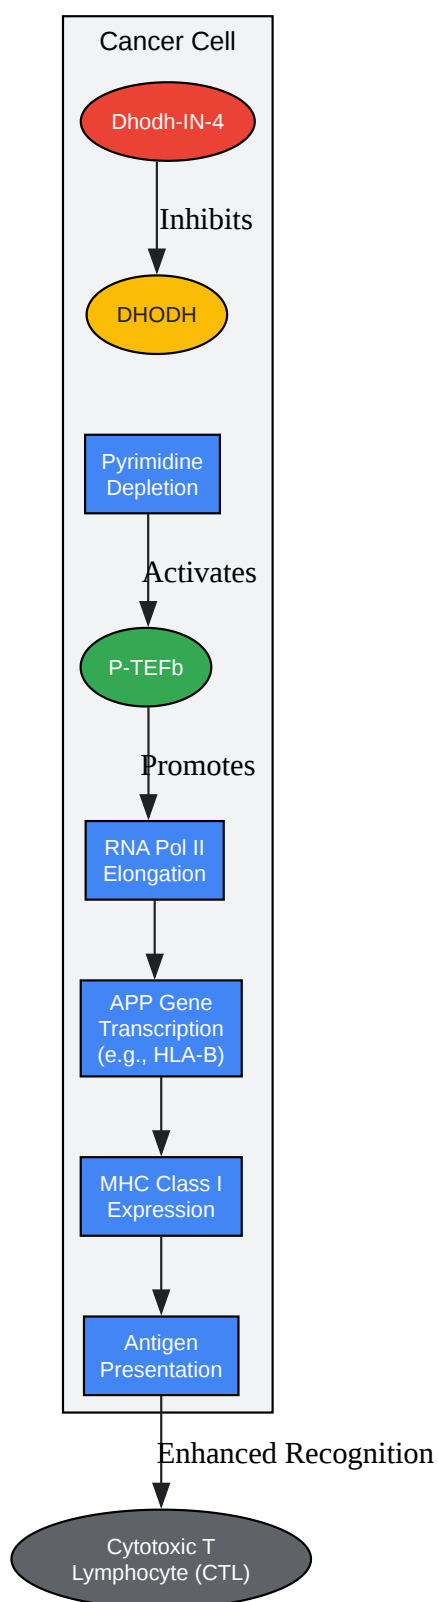 Cancer Cell
Dhodh-IN-4
Inhibits
DHODH
Pyrimidine
Depletion
Activates
P-TEFb
Promotes
RNA Pol II
Elongation
APP Gene
Transcription
(e.g., HLA-B)
MHC Class I
Expression
Antigen
Presentation
Enhanced Recognition
Cytotoxic T
Lymphocyte (CTL)